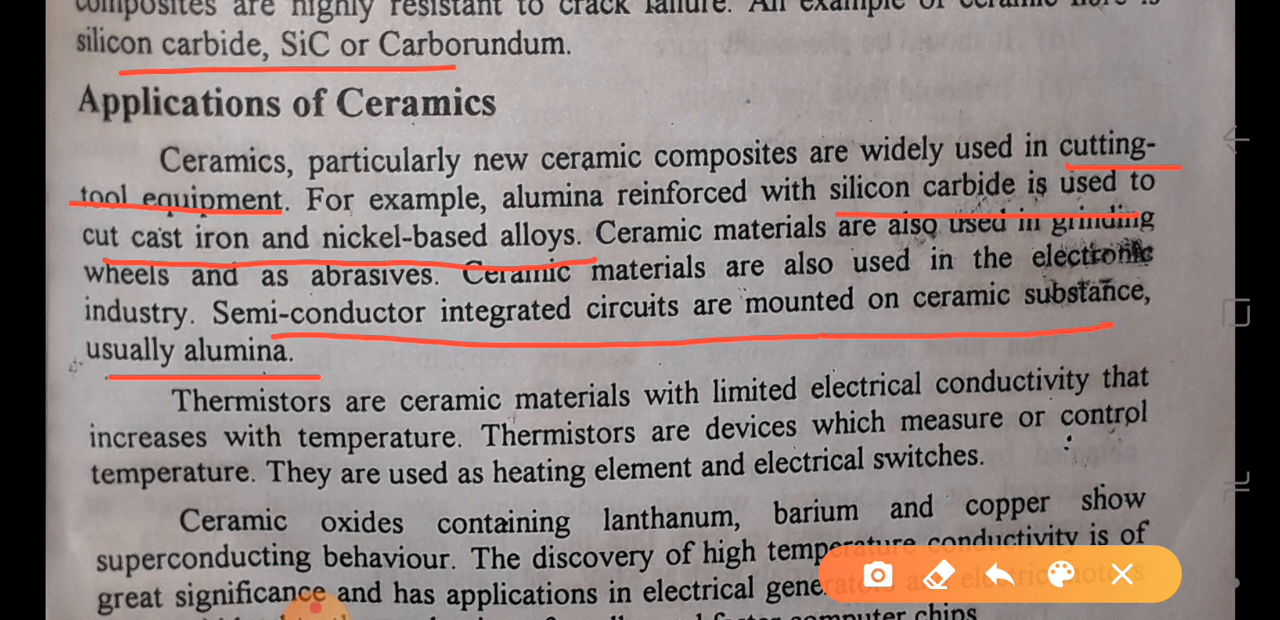 composites are highly resistant to crack failure. An example of ceramic here is
silicon carbide, SiC or Carborundum.
Applications of Ceramics
Ceramics, particularly new ceramic composites are widely used in cutting-
tool equipment. For example, alumina reinforced with silicon carbide is used to
cut cast iron and nickel-based alloys. Ceramic materials are also used in grinding
wheels and as abrasives. Ceramic materials are also used in the electronic
industry. Semi-conductor integrated circuits are mounted on ceramic substance,
usually alumina.
Thermistors are ceramic materials with limited electrical conductivity that
increases with temperature. Thermistors are devices which measure or control
temperature. They are used as heating element and electrical switches.
Ceramic oxides containing lanthanum, barium and copper show
superconducting behaviour. The discovery of high temperature conductivity is of
great significance and has applications in electrical generators and electric motors
computer chips